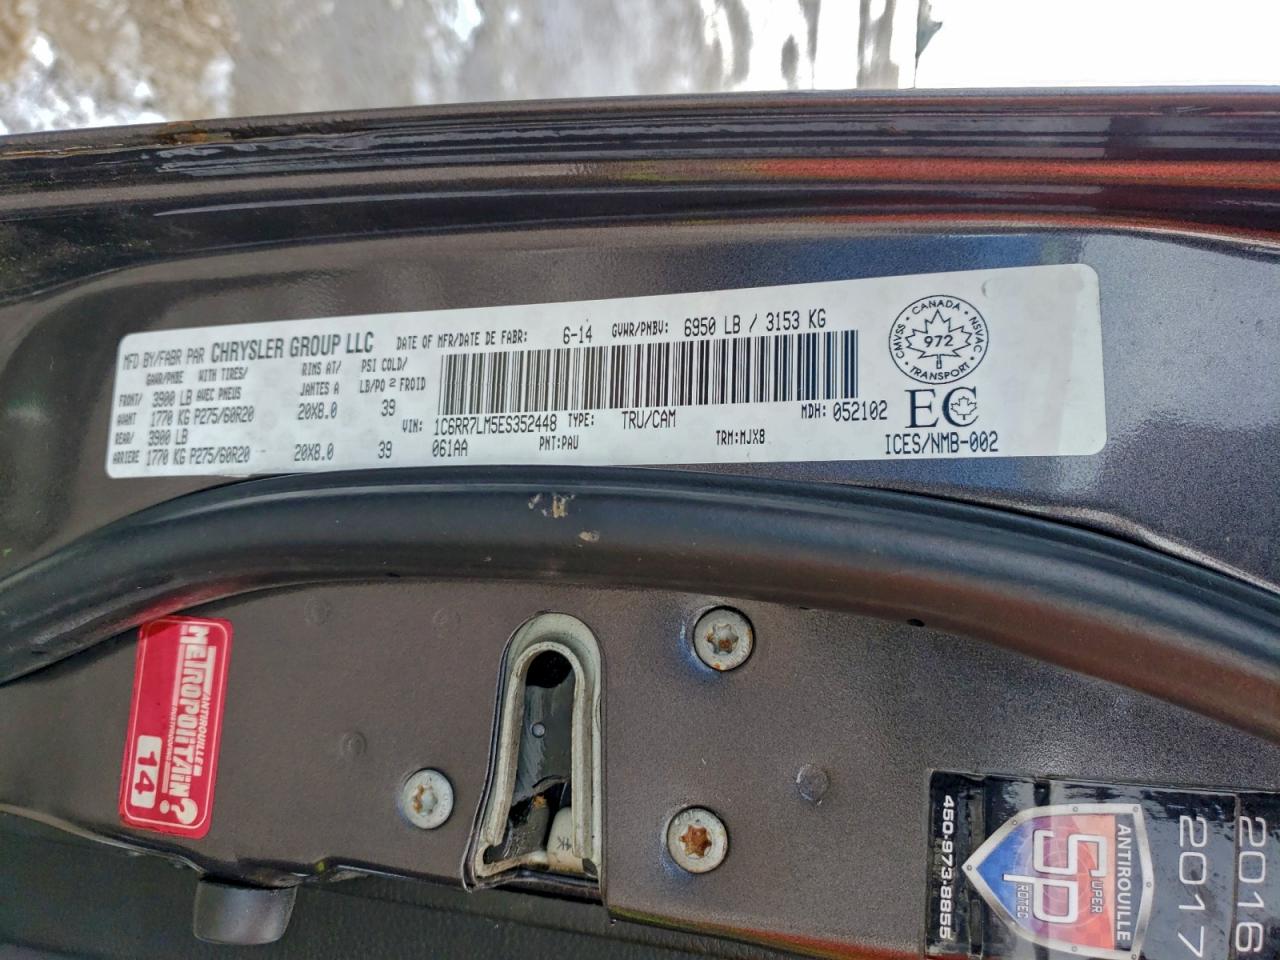 MFD BY/FABR PAR CHRYSLER GROUP LLC DATE OF MFR/DATE DE FABR: 6-14 GVWR/PNBV: 6950 LB / 3153 KG
GAWR/PNBE WITH TIRES/ RIMS AT/ PSI COLD/
FRONT/ 3900 LB AVEC PNEUS JANTES A LB/PO² FROID
AVANT 1770 KG P275/60R20 20X8.0 39
REAR/ 3900 LB
ARRIERE 1770 KG P275/60R20 20X8.0 39
VIN: 1C6RR7LM5ES352448 TYPE: TRU/CAM MDH: 052102
061AA PNT:PAU TRM:MJX8
CANADA
CMVSS NSVAC
972
TRANSPORT
EC
ICES/NMB-002
ANTIROUILLE
METROPOLITAiN?
14
450-973-8855
ANTIROUILLE
SUPER
PROTEC
2016
2017